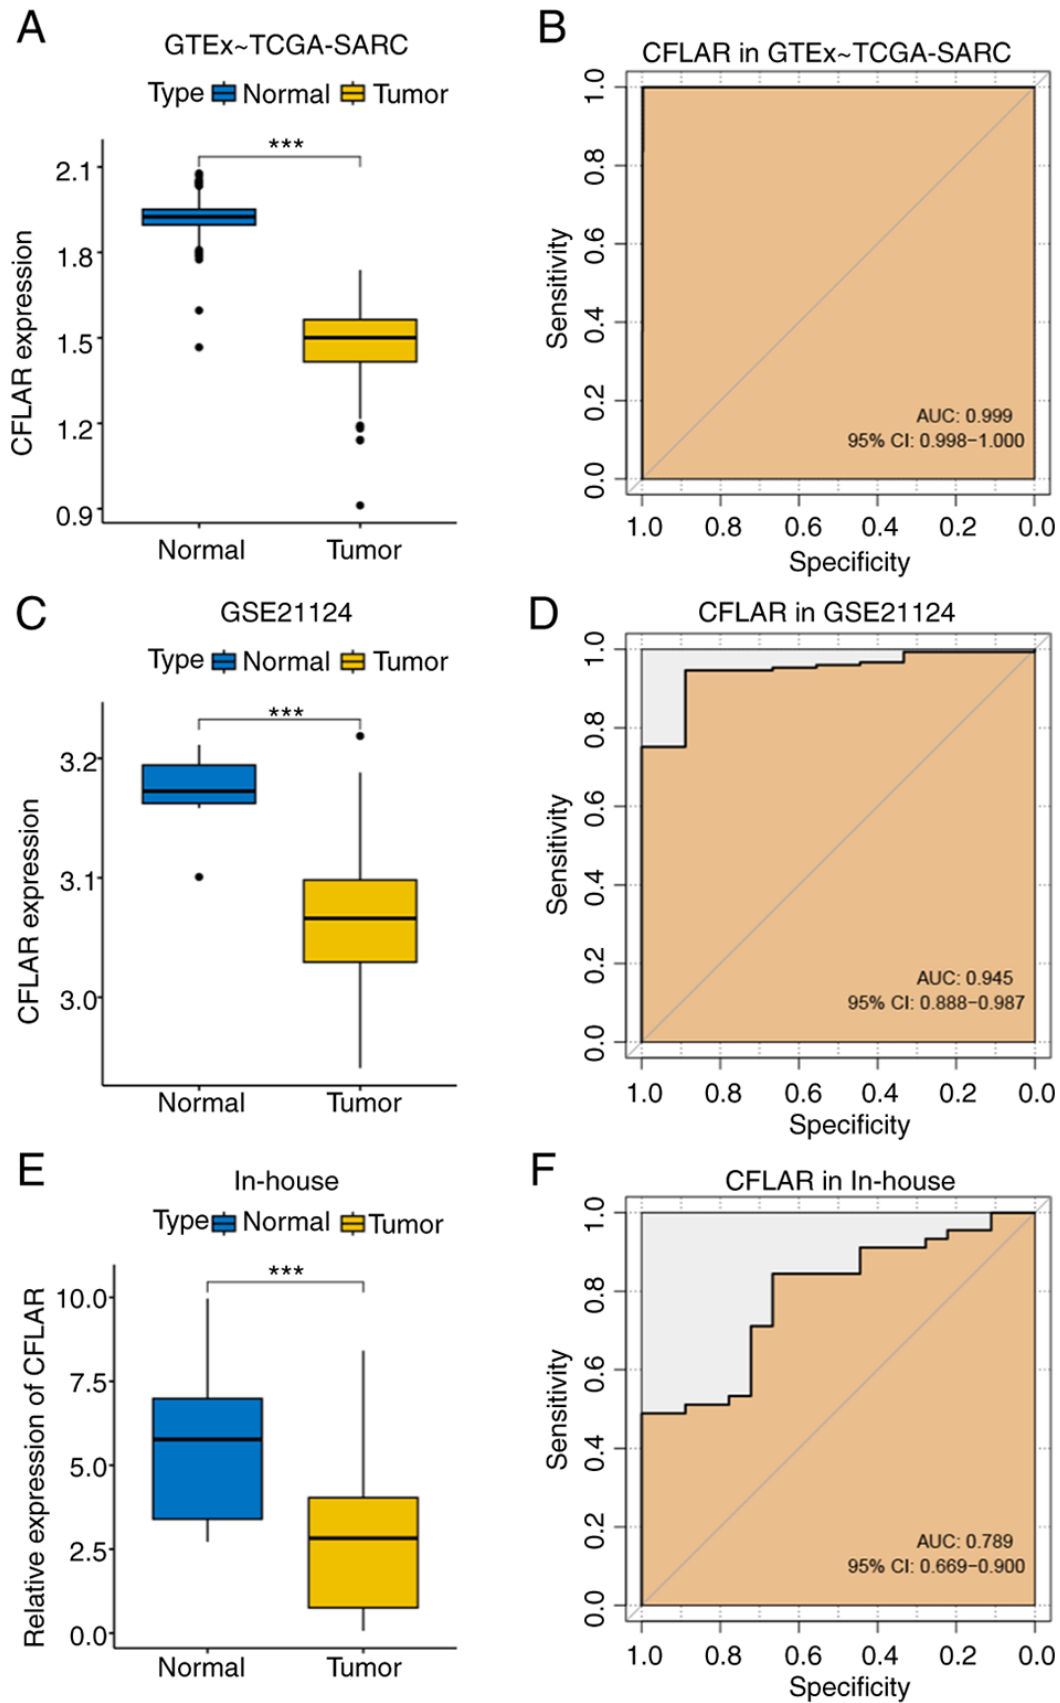 A
GTEx~TCGA-SARC
Type Normal Tumor
***
CFLAR expression
2.1
1.8
1.5
1.2
0.9
Normal Tumor
B
CFLAR in GTEx~TCGA-SARC
Sensitivity
1.0
0.8
0.6
0.4
0.2
0.0
AUC: 0.999
95% CI: 0.998–1.000
1.0 0.8 0.6 0.4 0.2 0.0
Specificity
C
GSE21124
Type Normal Tumor
***
CFLAR expression
3.2
3.1
3.0
Normal Tumor
D
CFLAR in GSE21124
Sensitivity
1.0
0.8
0.6
0.4
0.2
0.0
AUC: 0.945
95% CI: 0.888–0.987
1.0 0.8 0.6 0.4 0.2 0.0
Specificity
E
In-house
Type Normal Tumor
***
Relative expression of CFLAR
10.0
7.5
5.0
2.5
0.0
Normal Tumor
F
CFLAR in In-house
Sensitivity
1.0
0.8
0.6
0.4
0.2
0.0
AUC: 0.789
95% CI: 0.669–0.900
1.0 0.8 0.6 0.4 0.2 0.0
Specificity